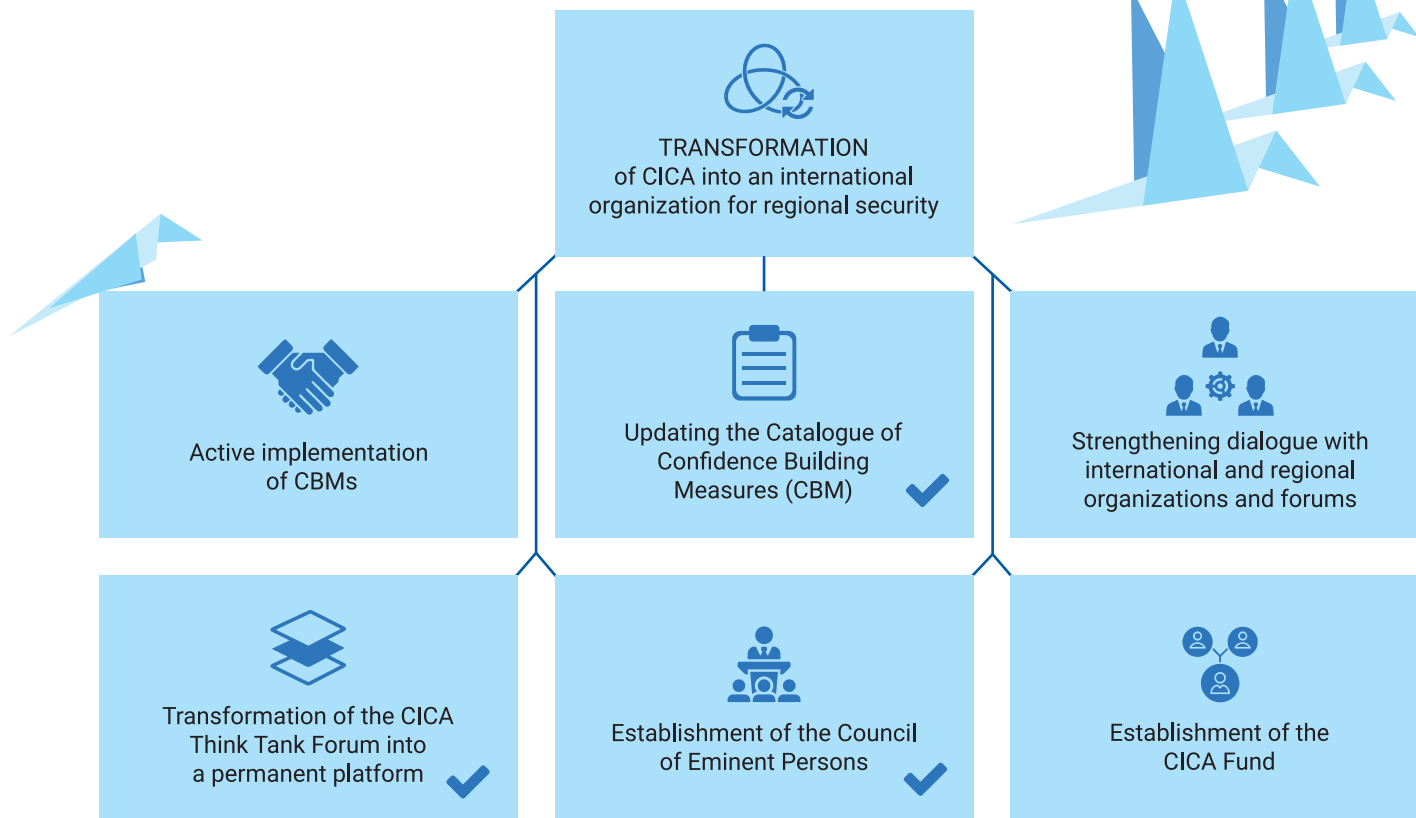 TRANSFORMATION
of CICA into an international
organization for regional security
Active implementation
of CBMs
Updating the Catalogue of
Confidence Building
Measures (CBM)
Strengthening dialogue with
international and regional
organizations and forums
Transformation of the CICA
Think Tank Forum into
a permanent platform
Establishment of the Council
of Eminent Persons
Establishment of the
CICA Fund